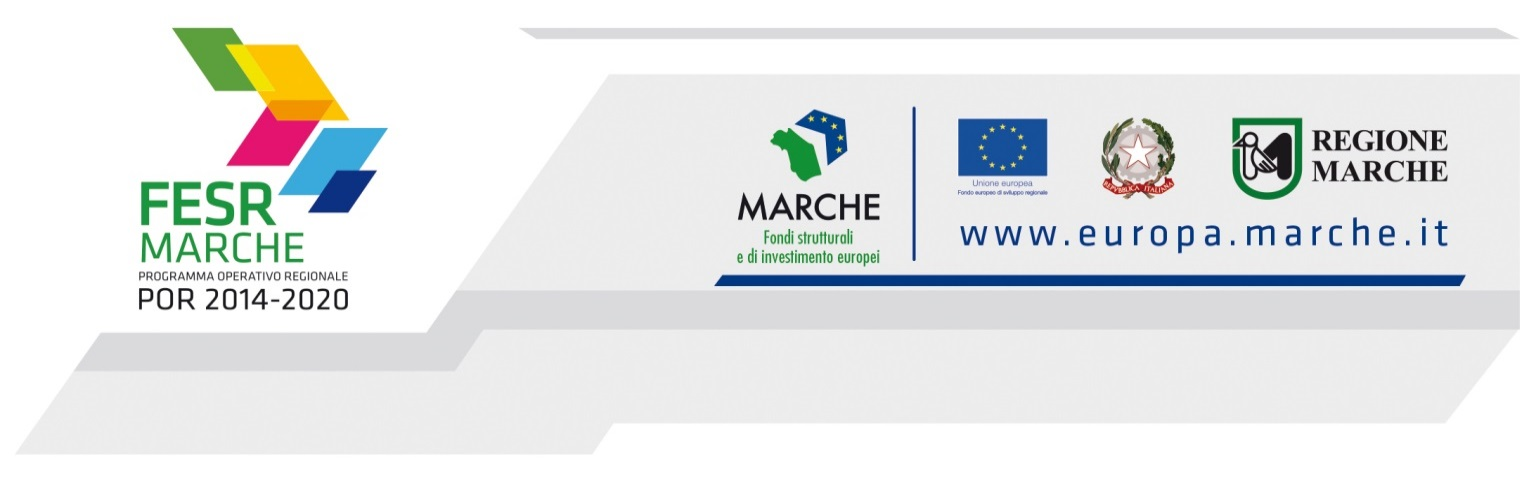 FESR
MARCHE
PROGRAMMA OPERATIVO REGIONALE
POR 2014-2020
MARCHE
Fondi strutturali
e di investimento europei
Unione europea
Fondo europeo di sviluppo regionale
REPVBBLICA ITALIANA
REGIONE
MARCHE
www.europa.marche.it